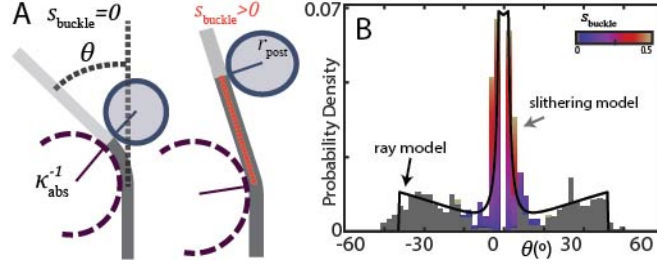 A
s_buckle=0
s_buckle>0
θ
r_post
κ_abs^-1
B
0.07
Probability Density
0
s_buckle
0
0.5
slithering model
ray model
-60 -30 0 30 60
θ(º)